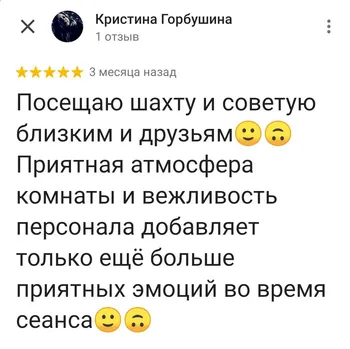 Кристина Горбушина
1 отзыв
3 месяца назад
Посещаю шахту и советую
близким и друзьям🙂🙃
Приятная атмосфера
комнаты и вежливость
персонала добавляет
только ещё больше
приятных эмоций во время
сеанса🙂🙃